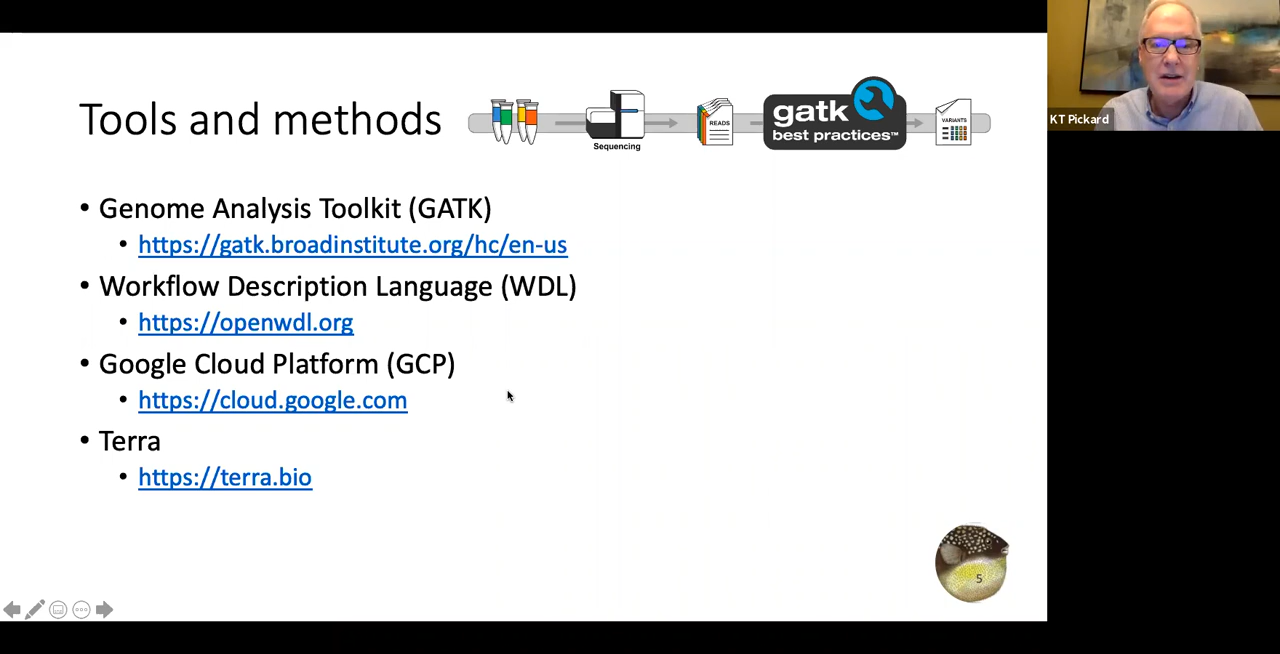 Tools and methods
Sequencing
READS
gatk
best practices™
VARIANTS
KT Pickard
• Genome Analysis Toolkit (GATK)
• https://gatk.broadinstitute.org/hc/en-us
• Workflow Description Language (WDL)
• https://openwdl.org
• Google Cloud Platform (GCP)
• https://cloud.google.com
• Terra
• https://terra.bio
5